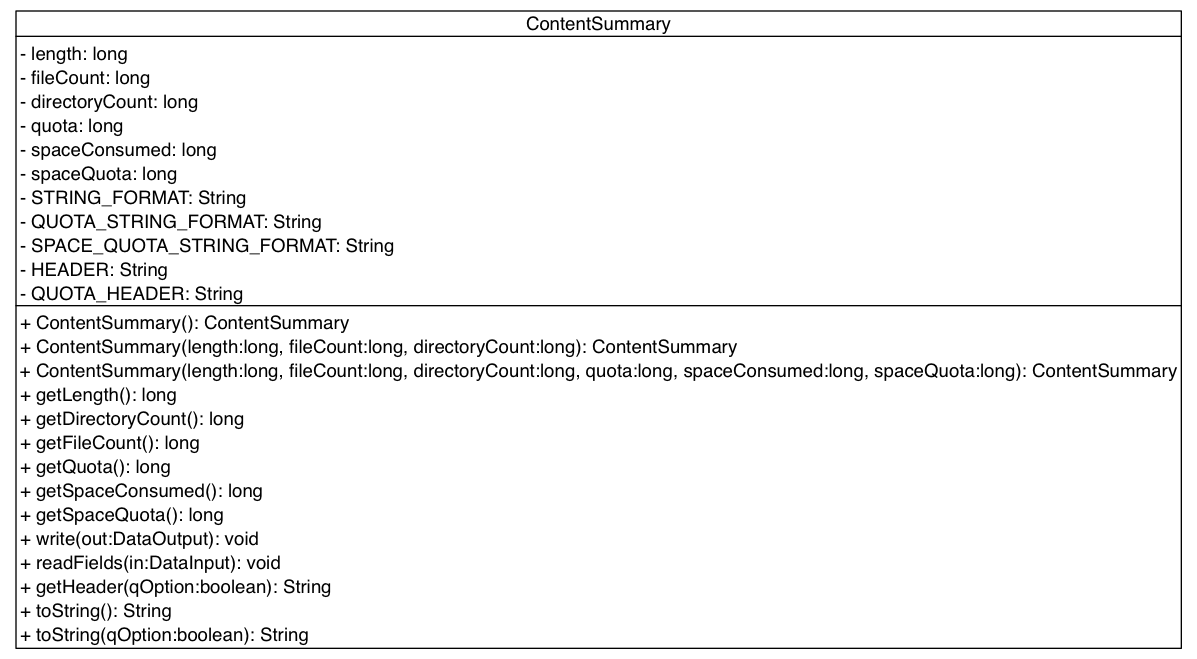 ContentSummary
- length: long
- fileCount: long
- directoryCount: long
- quota: long
- spaceConsumed: long
- spaceQuota: long
- STRING_FORMAT: String
- QUOTA_STRING_FORMAT: String
- SPACE_QUOTA_STRING_FORMAT: String
- HEADER: String
- QUOTA_HEADER: String
+ ContentSummary(): ContentSummary
+ ContentSummary(length:long, fileCount:long, directoryCount:long): ContentSummary
+ ContentSummary(length:long, fileCount:long, directoryCount:long, quota:long, spaceConsumed:long, spaceQuota:long): ContentSummary
+ getLength(): long
+ getDirectoryCount(): long
+ getFileCount(): long
+ getQuota(): long
+ getSpaceConsumed(): long
+ getSpaceQuota(): long
+ write(out:DataOutput): void
+ readFields(in:DataInput): void
+ getHeader(qOption:boolean): String
+ toString(): String
+ toString(qOption:boolean): String